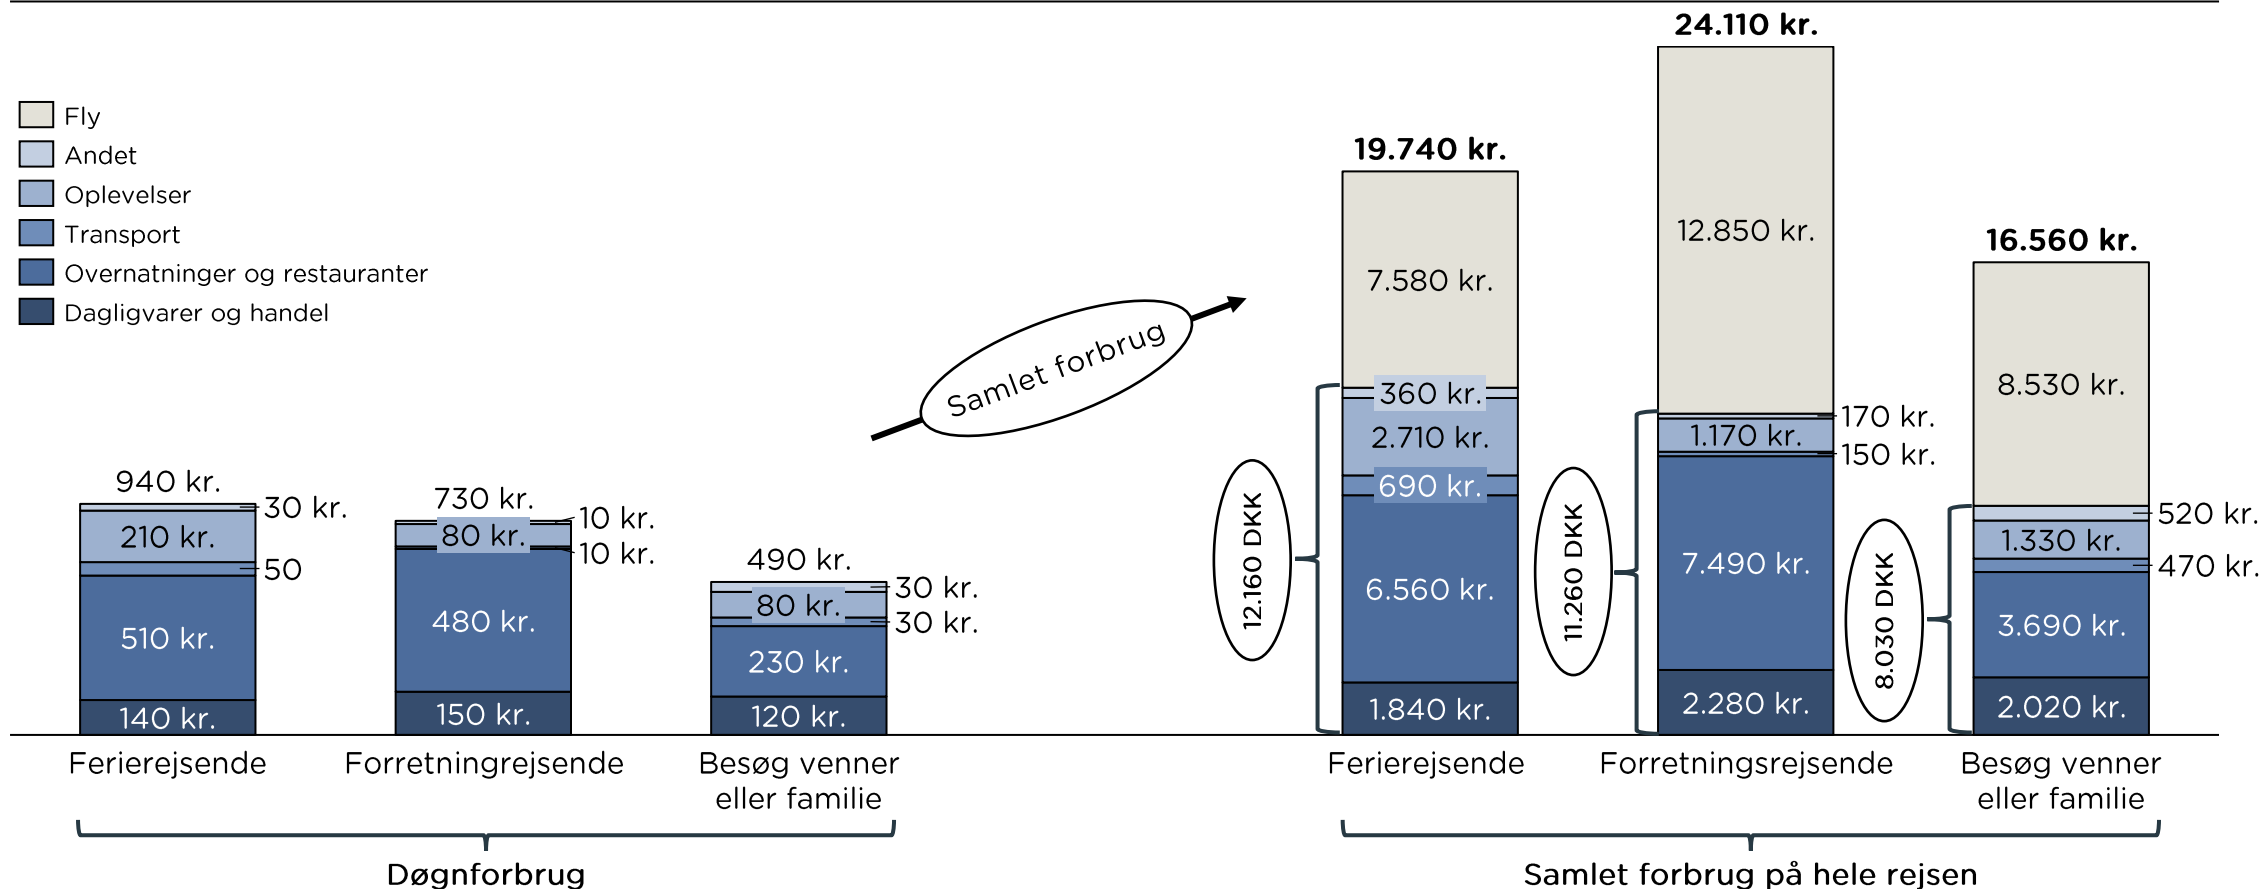 Fly
Andet
Oplevelser
Transport
Overnatninger og restauranter
Dagligvarer og handel
940 kr.
30 kr.
210 kr.
50
510 kr.
140 kr.
Ferierejsende
730 kr.
10 kr.
80 kr.
10 kr.
480 kr.
150 kr.
Forretningrejsende
490 kr.
30 kr.
80 kr.
30 kr.
230 kr.
120 kr.
Besøg venner
eller familie
Døgnforbrug
Samlet forbrug
19.740 kr.
7.580 kr.
360 kr.
2.710 kr.
690 kr.
6.560 kr.
1.840 kr.
12.160 DKK
Ferierejsende
24.110 kr.
12.850 kr.
170 kr.
1.170 kr.
150 kr.
7.490 kr.
2.280 kr.
11.260 DKK
Forretningsrejsende
16.560 kr.
8.530 kr.
520 kr.
1.330 kr.
470 kr.
3.690 kr.
2.020 kr.
8.030 DKK
Besøg venner
eller familie
Samlet forbrug på hele rejsen